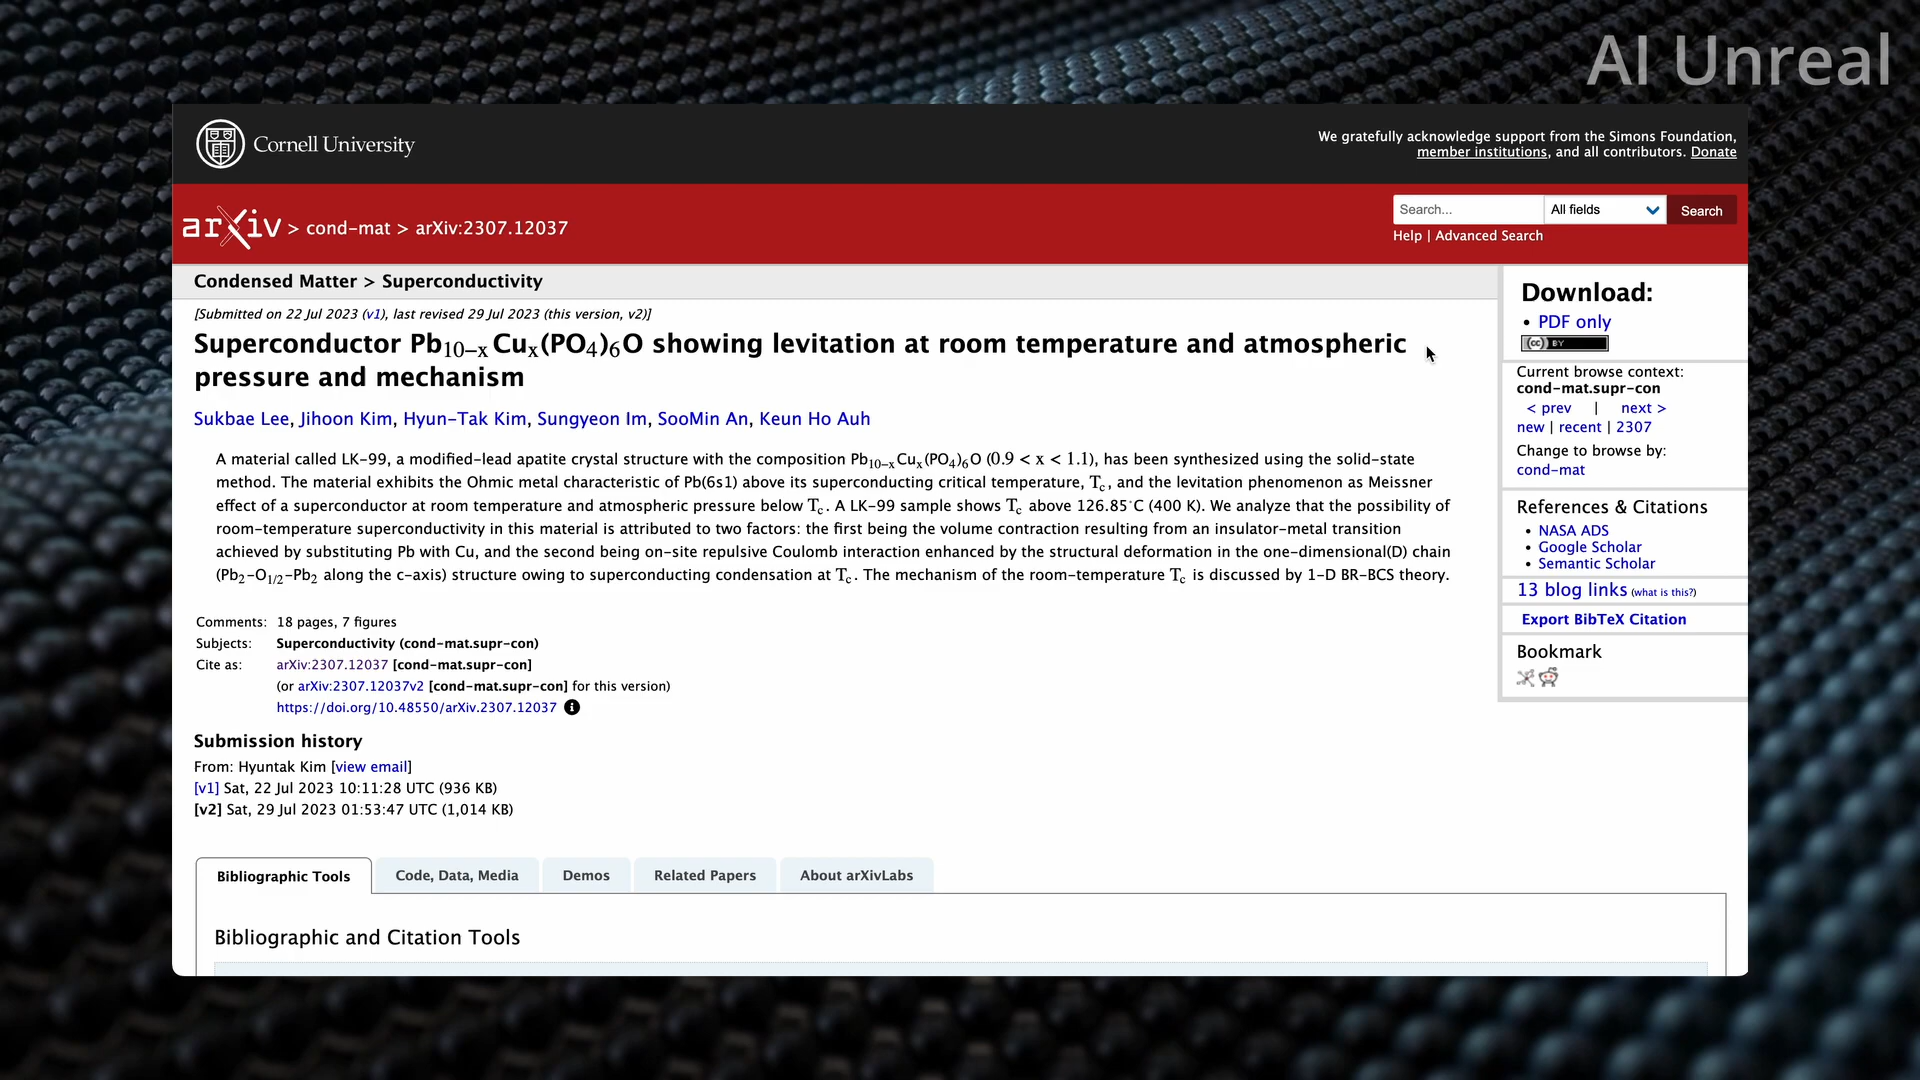 AI Unreal
Cornell University
We gratefully acknowledge support from the Simons Foundation,
member institutions, and all contributors. Donate
arXiv > cond-mat > arXiv:2307.12037
Search...
All fields
Search
Help | Advanced Search
Condensed Matter > Superconductivity
[Submitted on 22 Jul 2023 (v1), last revised 29 Jul 2023 (this version, v2)]
Superconductor Pb₁₀₋ₓCuₓ(PO₄)₆O showing levitation at room temperature and atmospheric
pressure and mechanism
Sukbae Lee, Jihoon Kim, Hyun-Tak Kim, Sungyeon Im, SooMin An, Keun Ho Auh
A material called LK-99, a modified-lead apatite crystal structure with the composition Pb₁₀₋ₓCuₓ(PO₄)₆O (0.9 < x < 1.1), has been synthesized using the solid-state
method. The material exhibits the Ohmic metal characteristic of Pb(6s1) above its superconducting critical temperature, T_c, and the levitation phenomenon as Meissner
effect of a superconductor at room temperature and atmospheric pressure below T_c. A LK-99 sample shows T_c above 126.85°C (400 K). We analyze that the possibility of
room-temperature superconductivity in this material is attributed to two factors: the first being the volume contraction resulting from an insulator-metal transition
achieved by substituting Pb with Cu, and the second being on-site repulsive Coulomb interaction enhanced by the structural deformation in the one-dimensional(D) chain
(Pb₂-O₁/₂-Pb₂ along the c-axis) structure owing to superconducting condensation at T_c. The mechanism of the room-temperature T_c is discussed by 1-D BR-BCS theory.
Comments: 18 pages, 7 figures
Subjects: Superconductivity (cond-mat.supr-con)
Cite as: arXiv:2307.12037 [cond-mat.supr-con]
(or arXiv:2307.12037v2 [cond-mat.supr-con] for this version)
https://doi.org/10.48550/arXiv.2307.12037
Submission history
From: Hyuntak Kim [view email]
[v1] Sat, 22 Jul 2023 10:11:28 UTC (936 KB)
[v2] Sat, 29 Jul 2023 01:53:47 UTC (1,014 KB)
Bibliographic Tools
Code, Data, Media
Demos
Related Papers
About arXivLabs
Bibliographic and Citation Tools
Download:
• PDF only
(cc) BY
Current browse context:
cond-mat.supr-con
< prev | next >
new | recent | 2307
Change to browse by:
cond-mat
References & Citations
• NASA ADS
• Google Scholar
• Semantic Scholar
13 blog links (what is this?)
Export BibTeX Citation
Bookmark